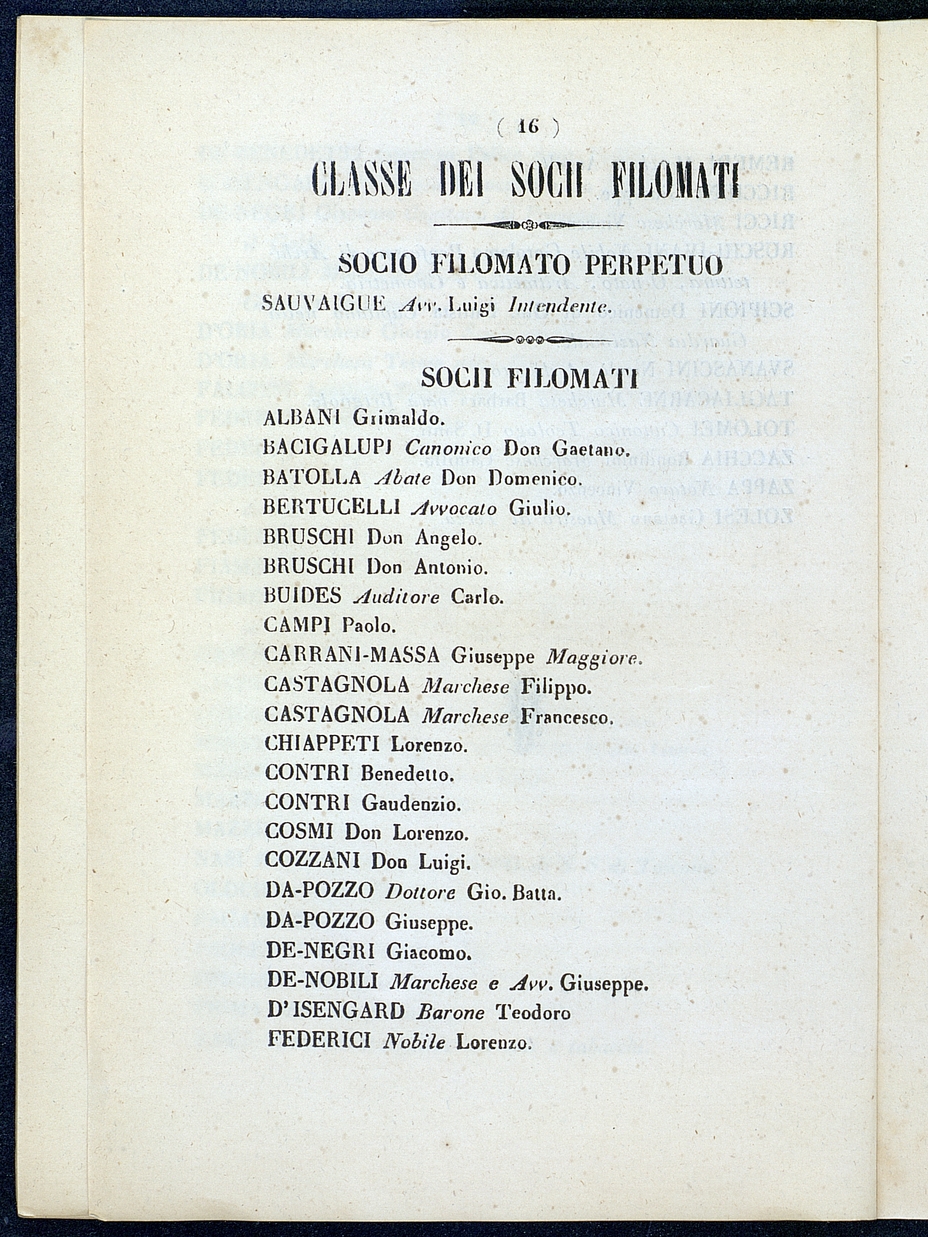 ( 16 )
CLASSE DEI SOCII FILOMATI
SOCIO FILOMATO PERPETUO
SAUVAIGUE Avv. Luigi Intendente.
SOCII FILOMATI
ALBANI Grimaldo.
BACIGALUPI Canonico Don Gaetano.
BATOLLA Abate Don Domenico.
BERTUCELLI Avvocato Giulio.
BRUSCHI Don Angelo.
BRUSCHI Don Antonio.
BUIDES Auditore Carlo.
CAMPI Paolo.
CARRANI-MASSA Giuseppe Maggiore.
CASTAGNOLA Marchese Filippo.
CASTAGNOLA Marchese Francesco.
CHIAPPETI Lorenzo.
CONTRI Benedetto.
CONTRI Gaudenzio.
COSMI Don Lorenzo.
COZZANI Don Luigi.
DA-POZZO Dottore Gio. Batta.
DA-POZZO Giuseppe.
DE-NEGRI Giacomo.
DE-NOBILI Marchese e Avv. Giuseppe.
D' ISENGARD Barone Teodoro
FEDERICI Nobile Lorenzo.